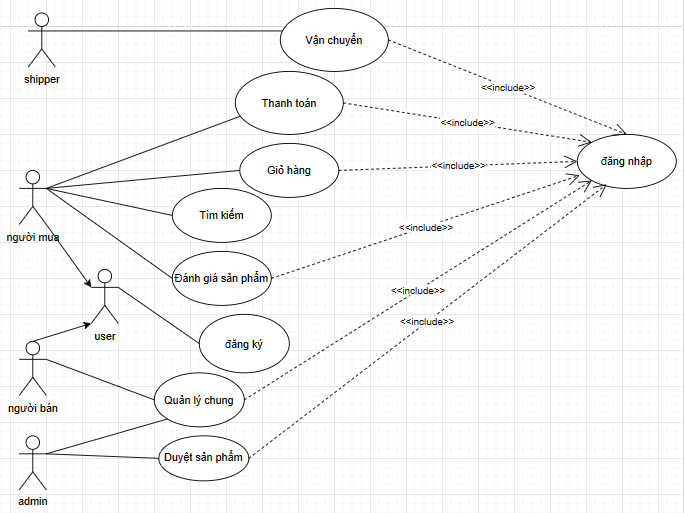 Vận chuyển
shipper
<<include>>
Thanh toán
<<include>>
đăng nhập
Giỏ hàng
<<include>>
người mua
Tìm kiếm
<<include>>
Đánh giá sản phẩm
<<include>>
user
đăng ký
<<include>>
người bán
Quản lý chung
Duyệt sản phẩm
admin